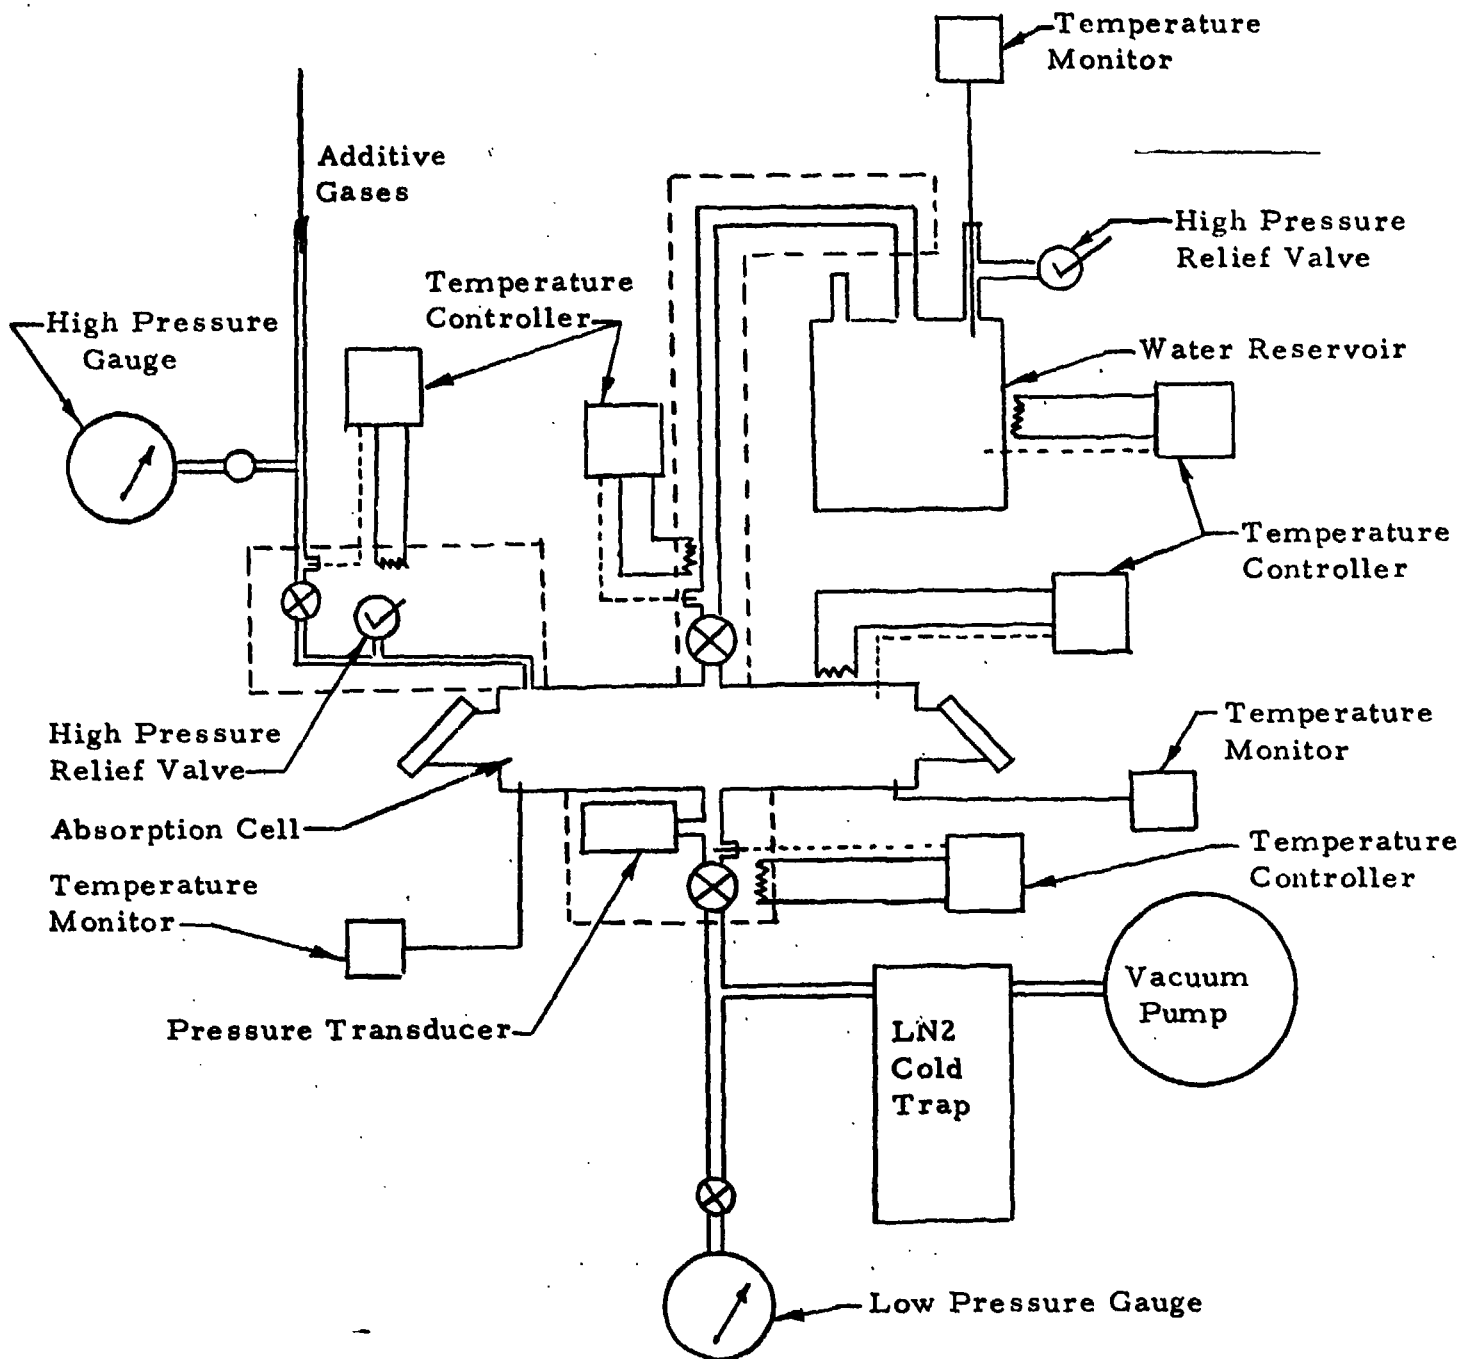 Temperature
Monitor
Additive
Gases
High Pressure
Relief Valve
Temperature
Controller
High Pressure
Gauge
Water Reservoir
Temperature
Controller
High Pressure
Relief Valve
Temperature
Monitor
Absorption Cell
Temperature
Controller
Temperature
Monitor
Vacuum
Pump
Pressure Transducer
LN2
Cold
Trap
Low Pressure Gauge